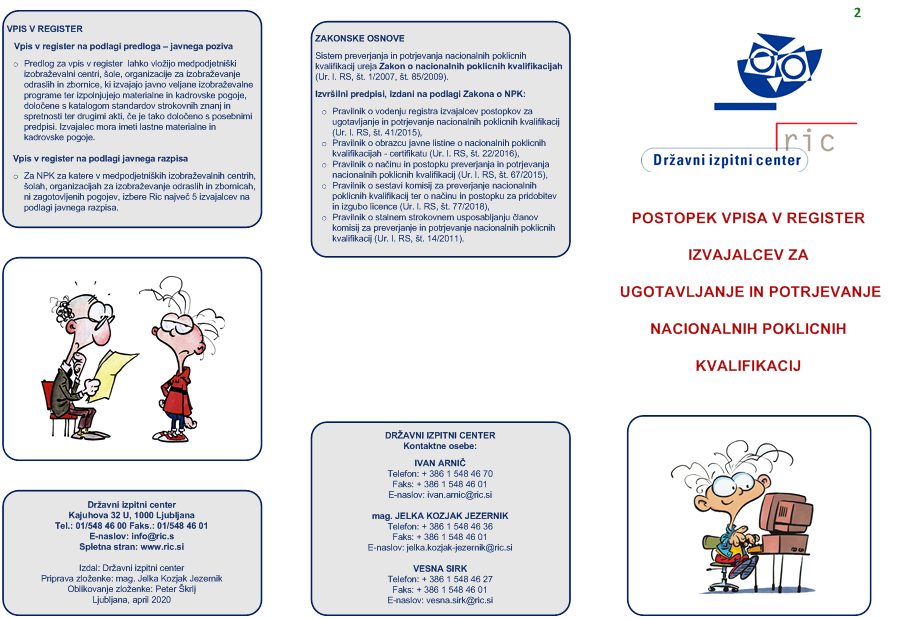 2
VPIS V REGISTER
Vpis v register na podlagi predloga – javnega poziva
○ Predlog za vpis v register lahko vložijo medpodjetniški
izobraževalni centri, šole, organizacije za izobraževanje
odraslih in zbornice, ki izvajajo javno veljane izobraževalne
programe ter izpolnjujejo materialne in kadrovske pogoje,
določene s katalogom standardov strokovnih znanj in
spretnosti ter drugimi akti, če je tako določeno s posebnimi
predpisi. Izvajalec mora imeti lastne materialne in
kadrovske pogoje.
Vpis v register na podlagi javnega razpisa
○ Za NPK za katere v medpodjetniških izobraževalnih centrih,
šolah, organizacijah za izobraževanje odraslih in zbornicah,
ni zagotovljenih pogojev, izbere Ric največ 5 izvajalcev na
podlagi javnega razpisa.
Državni izpitni center
Kajuhova 32 U, 1000 Ljubljana
Tel.: 01/548 46 00 Faks.: 01/548 46 01
E-naslov: info@ric.s
Spletna stran: www.ric.si
Izdal: Državni izpitni center
Priprava zloženke: mag. Jelka Kozjak Jezernik
Oblikovanje zloženke: Peter Škrlj
Ljubljana, april 2020
ZAKONSKE OSNOVE
Sistem preverjanja in potrjevanja nacionalnih poklicnih
kvalifikacij ureja Zakon o nacionalnih poklicnih kvalifikacijah
(Ur. l. RS, št. 1/2007, št. 85/2009).
Izvršilni predpisi, izdani na podlagi Zakona o NPK:
○ Pravilnik o vodenju registra izvajalcev postopkov za
ugotavljanje in potrjevanje nacionalnih poklicnih kvalifikacij
(Ur. l. RS, št. 41/2015),
○ Pravilnik o obrazcu javne listine o nacionalnih poklicnih
kvalifikacijah - certifikatu (Ur. l. RS, št. 22/2016),
○ Pravilnik o načinu in postopku preverjanja in potrjevanja
nacionalnih poklicnih kvalifikacij (Ur. l. RS, št. 67/2015),
○ Pravilnik o sestavi komisij za preverjanje nacionalnih
poklicnih kvalifikacij ter o načinu in postopku za pridobitev
in izgubo licence (Ur. l. RS, št. 77/2018),
○ Pravilnik o stalnem strokovnem usposabljanju članov
komisij za preverjanje in potrjevanje nacionalnih poklicnih
kvalifikacij (Ur. l. RS, št. 14/2011).
DRŽAVNI IZPITNI CENTER
Kontaktne osebe:
IVAN ARNIČ
Telefon: + 386 1 548 46 70
Faks: + 386 1 548 46 01
E-naslov: ivan.arnic@ric.si
mag. JELKA KOZJAK JEZERNIK
Telefon: + 386 1 548 46 36
Faks: + 386 1 548 46 01
E-naslov: jelka.kozjak-jezernik@ric.si
VESNA SIRK
Telefon: + 386 1 548 46 27
Faks: + 386 1 548 46 01
E-naslov: vesna.sirk@ric.si
ric
Državni izpitni center
POSTOPEK VPISA V REGISTER
IZVAJALCEV ZA
UGOTAVLJANJE IN POTRJEVANJE
NACIONALNIH POKLICNIH
KVALIFIKACIJ